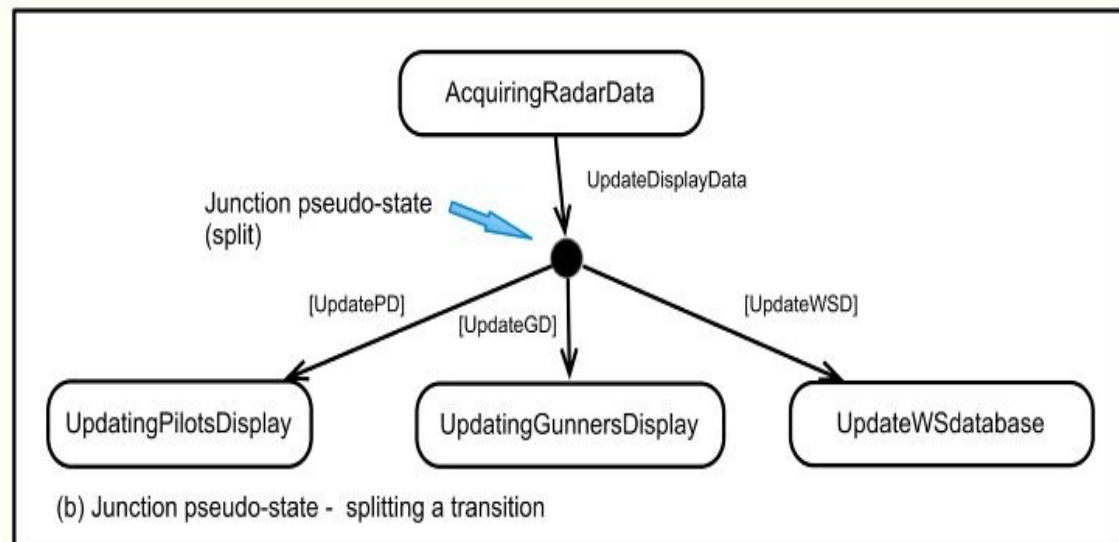 AcquiringRadarData
UpdateDisplayData
Junction pseudo-state
(split)
[UpdatePD]
[UpdateGD]
[UpdateWSD]
UpdatingPilotsDisplay
UpdatingGunnersDisplay
UpdateWSdatabase
(b) Junction pseudo-state - splitting a transition